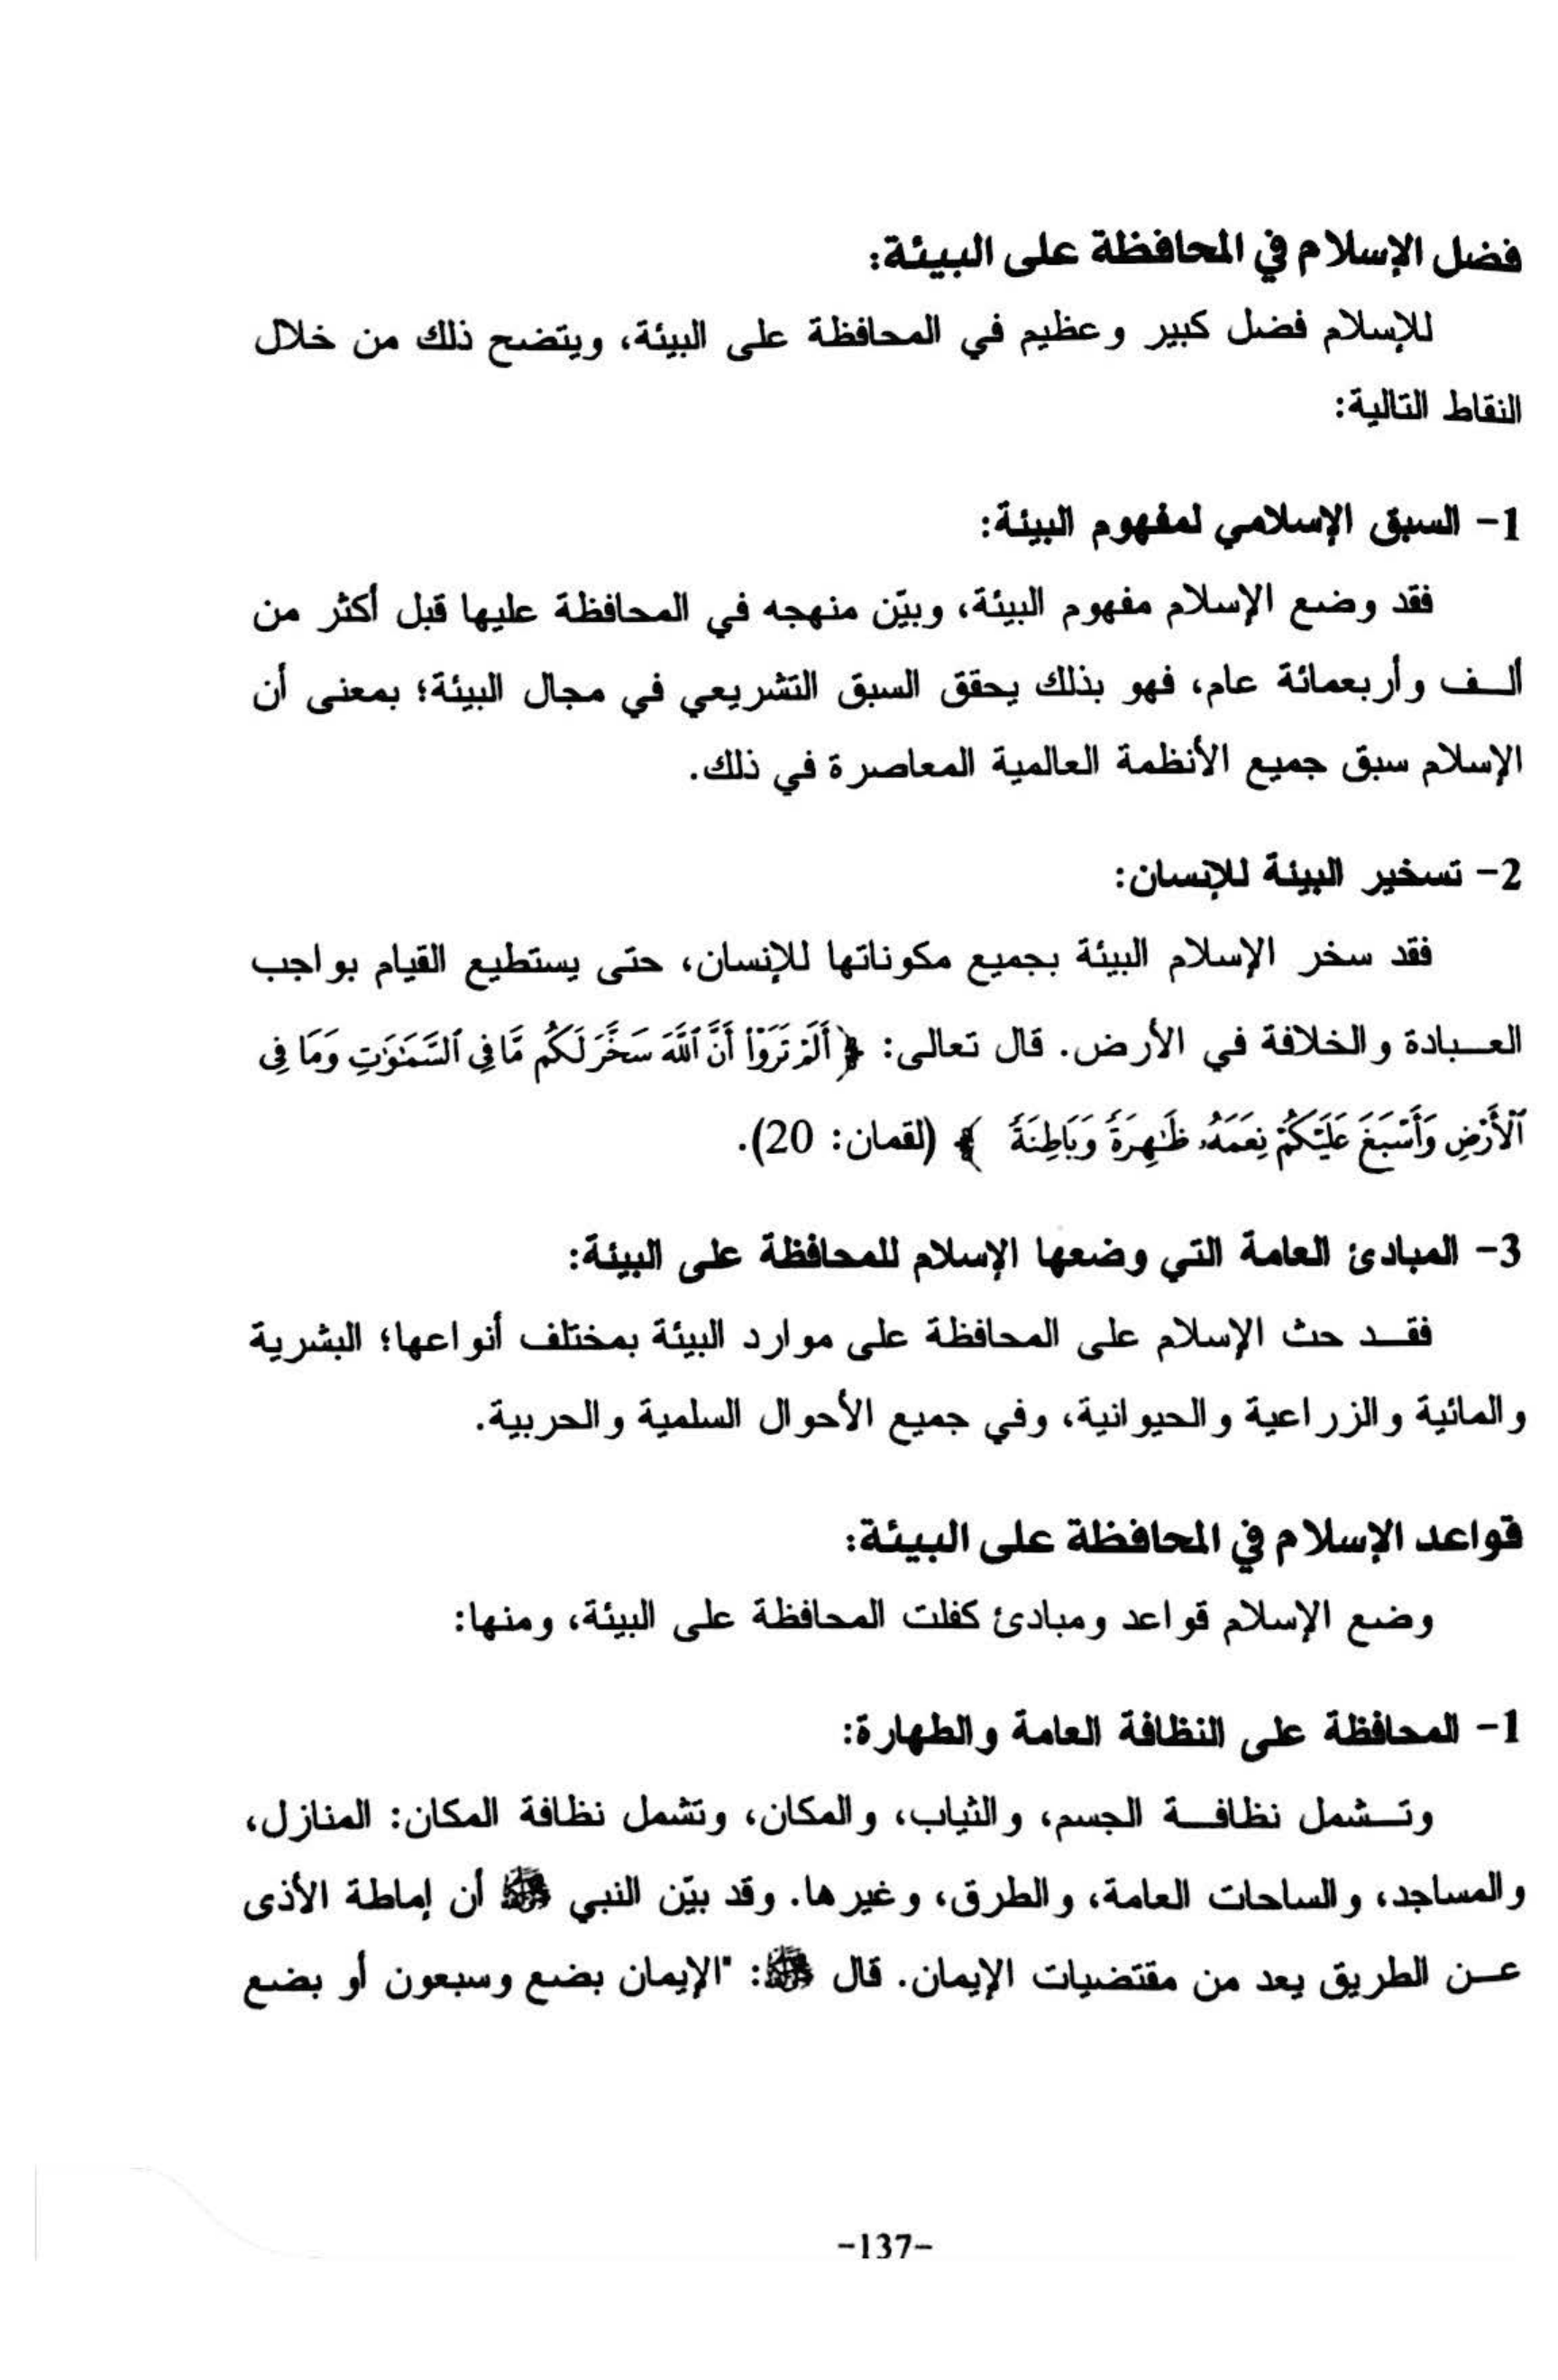 فضل الإسلام في المحافظة على البيئة:
للإسلام فضل كبير وعظيم في المحافظة على البيئة، ويتضح ذلك من خلال
النقاط التالية:
1- السبق الإسلامي لمفهوم البيئة:
فقد وضع الإسلام مفهوم البيئة، وبيّن منهجه في المحافظة عليها قبل أكثر من
ألف وأربعمائة عام، فهو بذلك يحقق السبق التشريعي في مجال البيئة؛ بمعنى أن
الإسلام سبق جميع الأنظمة العالمية المعاصرة في ذلك.
2- تسخير البيئة للإنسان:
فقد سخر الإسلام البيئة بجميع مكوناتها للإنسان، حتى يستطيع القيام بواجب
العبادة والخلافة في الأرض. قال تعالى: ﴿أَلَمْ تَرَوْا۟ أَنَّ ٱللَّهَ سَخَّرَ لَكُم مَّا فِى ٱلسَّمَٰوَٰتِ وَمَا فِى
ٱلْأَرْضِ وَأَسْبَغَ عَلَيْكُمْ نِعَمَهُۥ ظَٰهِرَةً وَبَاطِنَةً ﴾ (لقمان: 20).
3- المبادئ العامة التي وضعها الإسلام للمحافظة على البيئة:
فقد حث الإسلام على المحافظة على موارد البيئة بمختلف أنواعها؛ البشرية
والمائية والزراعية والحيوانية، وفي جميع الأحوال السلمية والحربية.
قواعد الإسلام في المحافظة على البيئة:
وضع الإسلام قواعد ومبادئ كفلت المحافظة على البيئة، ومنها:
1- المحافظة على النظافة العامة والطهارة:
وتشمل نظافة الجسم، والثياب، والمكان، وتشمل نظافة المكان: المنازل،
والمساجد، والساحات العامة، والطرق، وغيرها. وقد بيّن النبي ﷺ أن إماطة الأذى
عن الطريق يعد من مقتضيات الإيمان. قال ﷺ: "الإيمان بضع وسبعون أو بضع
-137-